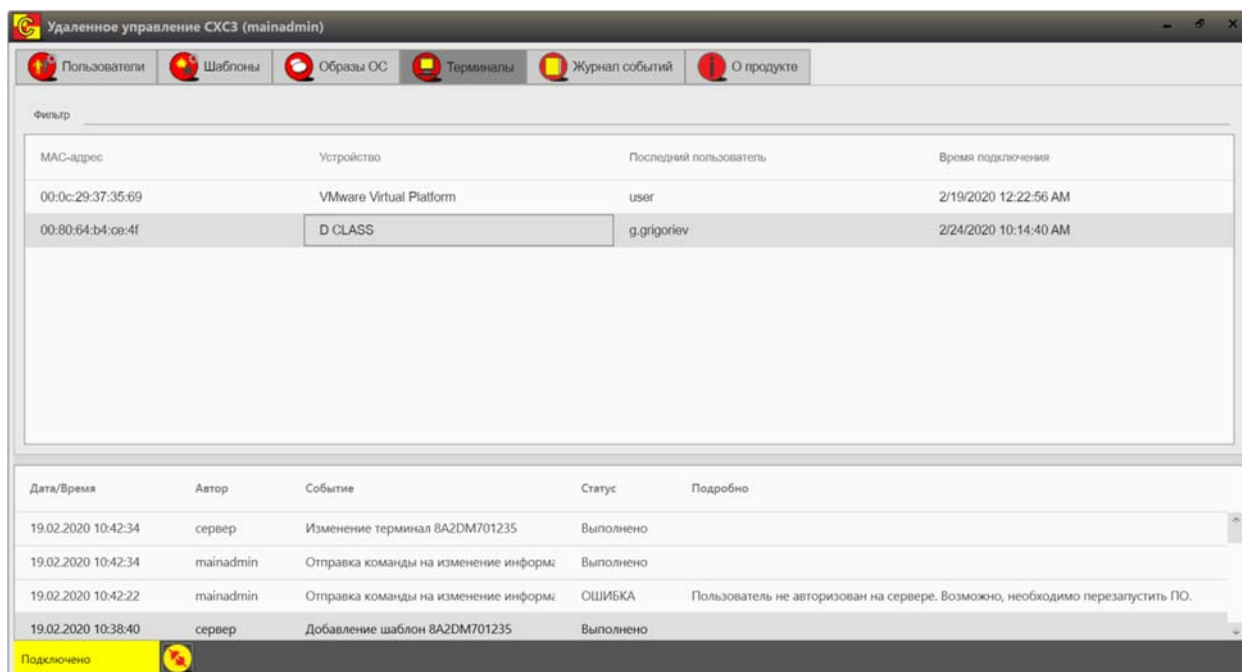 Удаленное управление СХСЗ (mainadmin)
Пользователи Шаблоны Образы ОС Терминалы Журнал событий О продукте
Фильтр
MAC-адрес Устройство Последний пользователь Время подключения
00:0c:29:37:35:69 VMware Virtual Platform user 2/19/2020 12:22:56 AM
00:80:64:b4:ce:4f D CLASS g.grigoriev 2/24/2020 10:14:40 AM
Дата/Время Автор Событие Статус Подробно
19.02.2020 10:42:34 сервер Изменение терминал 8A2DM701235 Выполнено
19.02.2020 10:42:34 mainadmin Отправка команды на изменение информа Выполнено
19.02.2020 10:42:22 mainadmin Отправка команды на изменение информа ОШИБКА Пользователь не авторизован на сервере. Возможно, необходимо перезапустить ПО.
19.02.2020 10:38:40 сервер Добавление шаблон 8A2DM701235 Выполнено
Подключено